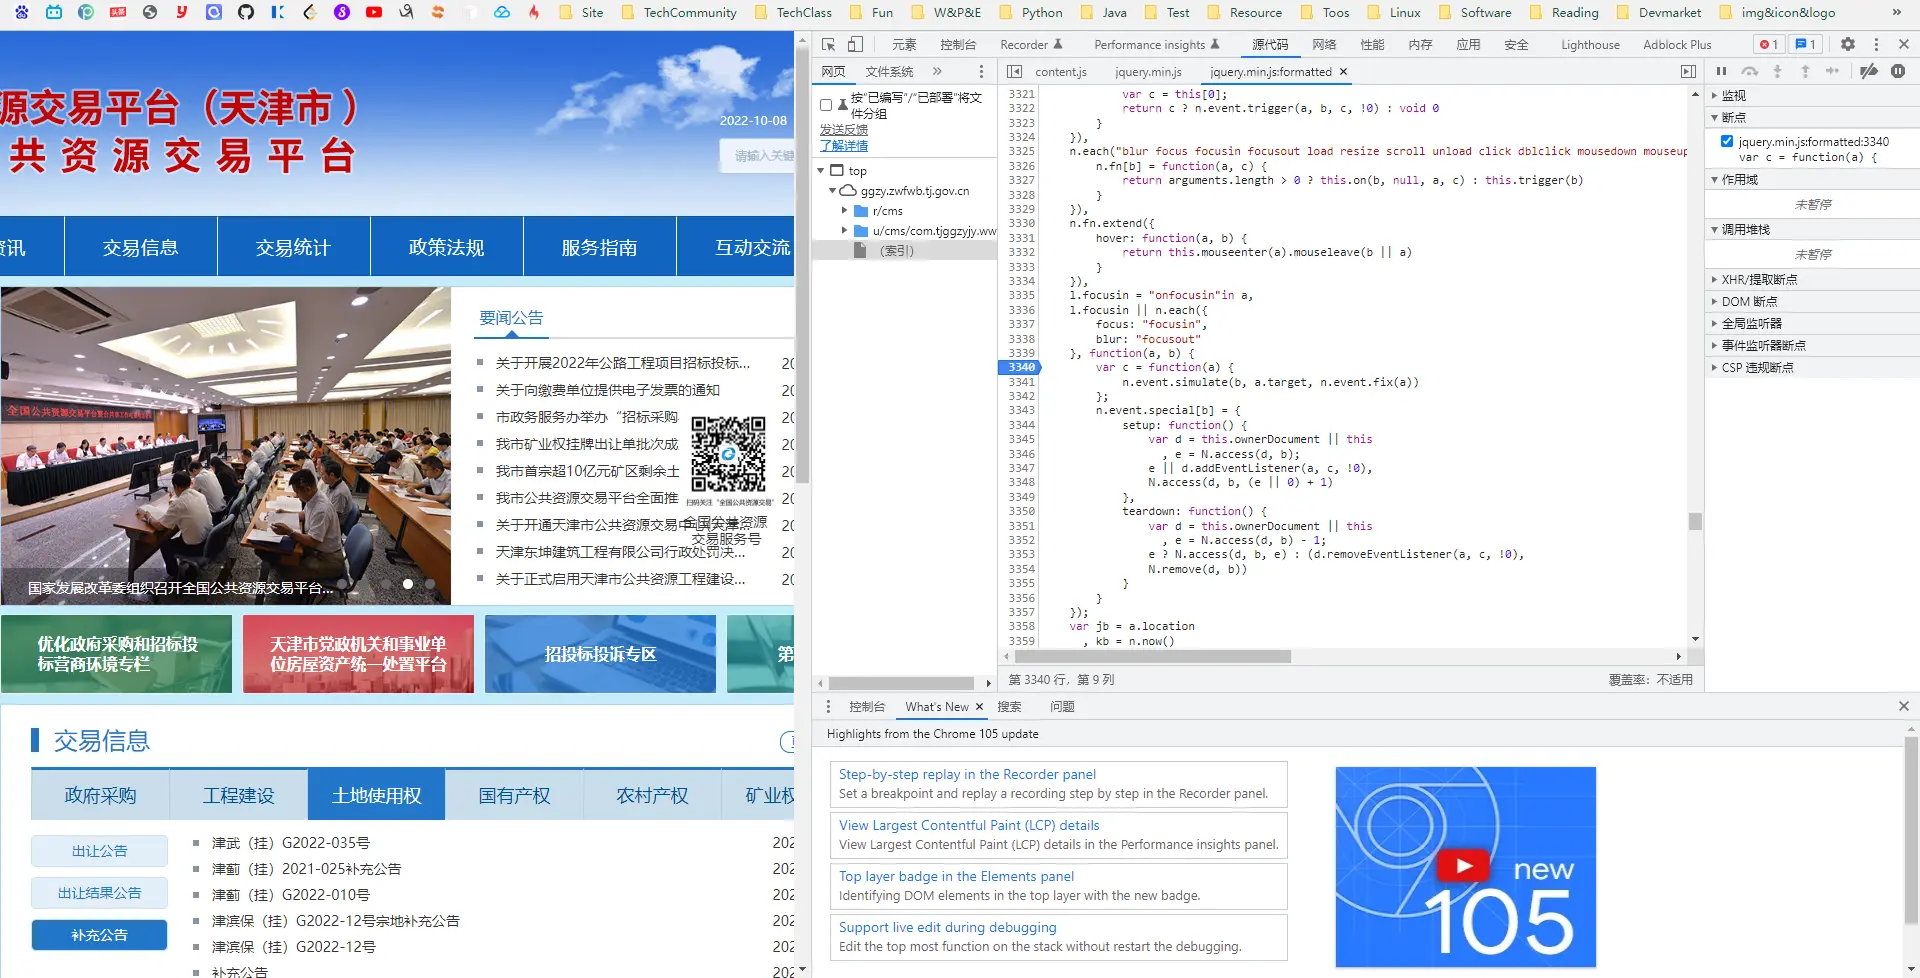 Site
TechCommunity
TechClass
Fun
W&P&E
Python
Java
Test
Resource
Toos
Linux
Software
Reading
Devmarket
img&icon&logo
»
源交易平台（天津市）
共资源交易平台
2022-10-08
请输入关键
资讯
交易信息
交易统计
政策法规
服务指南
互动交流
国家发展改革委组织召开全国公共资源交易平台...
要闻公告
关于开展2022年公路工程项目招标投标... 20
关于向缴费单位提供电子发票的通知 20
市政务服务办举办“招标采购 20
我市矿业权挂牌出让单批次成 20
我市首宗超10亿元矿区剩余土 20
我市公共资源交易平台全面推 20
关于开通天津市公共资源交易中心(天津... 20
天津东坤建筑工程有限公司行政处罚决... 20
关于正式启用天津市公共资源工程建设... 20
扫码关注“全国公共资源交易”
全国公共资源
交易服务号
优化政府采购和招标投
标营商环境专栏
天津市党政机关和事业单
位房屋资产统一处置平台
招投标投诉专区
第
交易信息
政府采购
工程建设
土地使用权
国有产权
农村产权
矿业权
出让公告
出让结果公告
补充公告
津武（挂）G2022-035号 202
津蓟（挂）2021-025补充公告 202
津蓟（挂）G2022-010号 202
津滨保（挂）G2022-12号宗地补充公告 202
津滨保（挂）G2022-12号 202
补充公告 202
元素
控制台
Recorder
Performance insights
源代码
网络
性能
内存
应用
安全
Lighthouse
Adblock Plus
1
1
网页
文件系统
»
content.js
jquery.min.js
jquery.min.js:formatted
按“已编写”/“已部署”将文
件分组
发送反馈
了解详情
top
ggzy.zwfwb.tj.gov.cn
r/cms
u/cms/com.tjggzyjy.ww
（索引）
3321 var c = this[0];
3322 return c ? n.event.trigger(a, b, c, !0) : void 0
3323 }
3324 }),
3325 n.each("blur focus focusin focusout load resize scroll unload click dblclick mousedown mouseup
3326 n.fn[b] = function(a, c) {
3327 return arguments.length > 0 ? this.on(b, null, a, c) : this.trigger(b)
3328 }
3329 }),
3330 n.fn.extend({
3331 hover: function(a, b) {
3332 return this.mouseenter(a).mouseleave(b || a)
3333 }
3334 }),
3335 l.focusin = "onfocusin"in a,
3336 l.focusin || n.each({
3337 focus: "focusin",
3338 blur: "focusout"
3339 }, function(a, b) {
3340 var c = function(a) {
3341 n.event.simulate(b, a.target, n.event.fix(a))
3342 };
3343 n.event.special[b] = {
3344 setup: function() {
3345 var d = this.ownerDocument || this
3346 , e = N.access(d, b);
3347 e || d.addEventListener(a, c, !0),
3348 N.access(d, b, (e || 0) + 1)
3349 },
3350 teardown: function() {
3351 var d = this.ownerDocument || this
3352 , e = N.access(d, b) - 1;
3353 e ? N.access(d, b, e) : (d.removeEventListener(a, c, !0),
3354 N.remove(d, b))
3355 }
3356 }
3357 });
3358 var jb = a.location
3359 , kb = n.now()
第 3340 行，第 9 列
覆盖率：不适用
监视
断点
jquery.min.js:formatted:3340
var c = function(a) {
作用域
未暂停
调用堆栈
未暂停
XHR/提取断点
DOM 断点
全局监听器
事件监听器断点
CSP 违规断点
控制台
What's New
搜索
问题
Highlights from the Chrome 105 update
Step-by-step replay in the Recorder panel
Set a breakpoint and replay a recording step by step in the Recorder panel.
View Largest Contentful Paint (LCP) details
View Largest Contentful Paint (LCP) details in the Performance insights panel.
Top layer badge in the Elements panel
Identifying DOM elements in the top layer with the new badge.
Support live edit during debugging
Edit the top most function on the stack without restart the debugging.
new
105